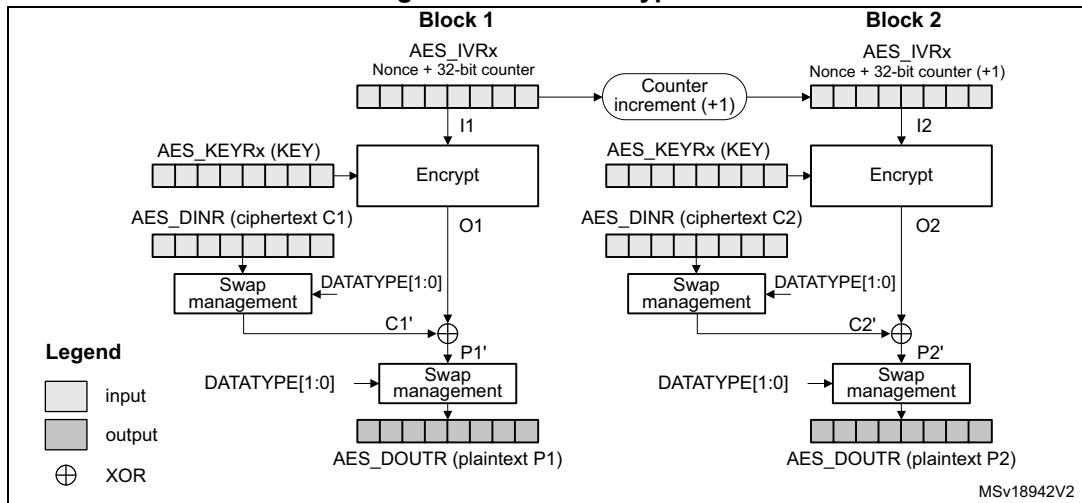 Block 1
Block 2
AES_IVRx
Nonce + 32-bit counter
Counter
increment (+1)
AES_IVRx
Nonce + 32-bit counter (+1)
I1
I2
AES_KEYRx (KEY)
Encrypt
AES_KEYRx (KEY)
Encrypt
AES_DINR (ciphertext C1)
O1
AES_DINR (ciphertext C2)
O2
Swap
management
DATATYPE[1:0]
Swap
management
DATATYPE[1:0]
C1'
C2'
P1'
P2'
Legend
input
output
XOR
DATATYPE[1:0]
Swap
management
DATATYPE[1:0]
Swap
management
AES_DOUTR (plaintext P1)
AES_DOUTR (plaintext P2)
MSv18942V2